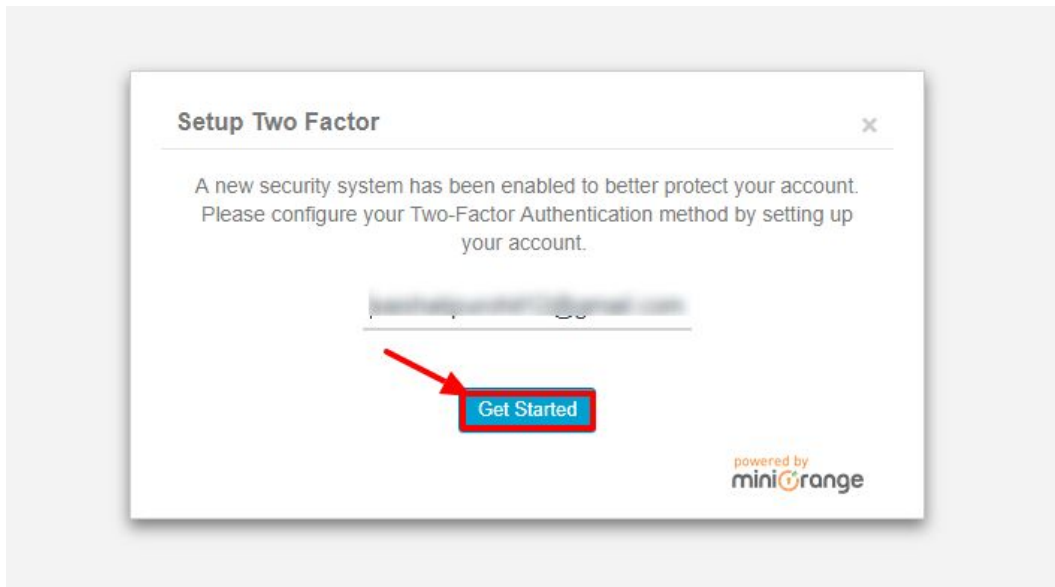 Setup Two Factor ×
A new security system has been enabled to better protect your account.
Please configure your Two-Factor Authentication method by setting up
your account.
Get Started
powered by
miniOrange